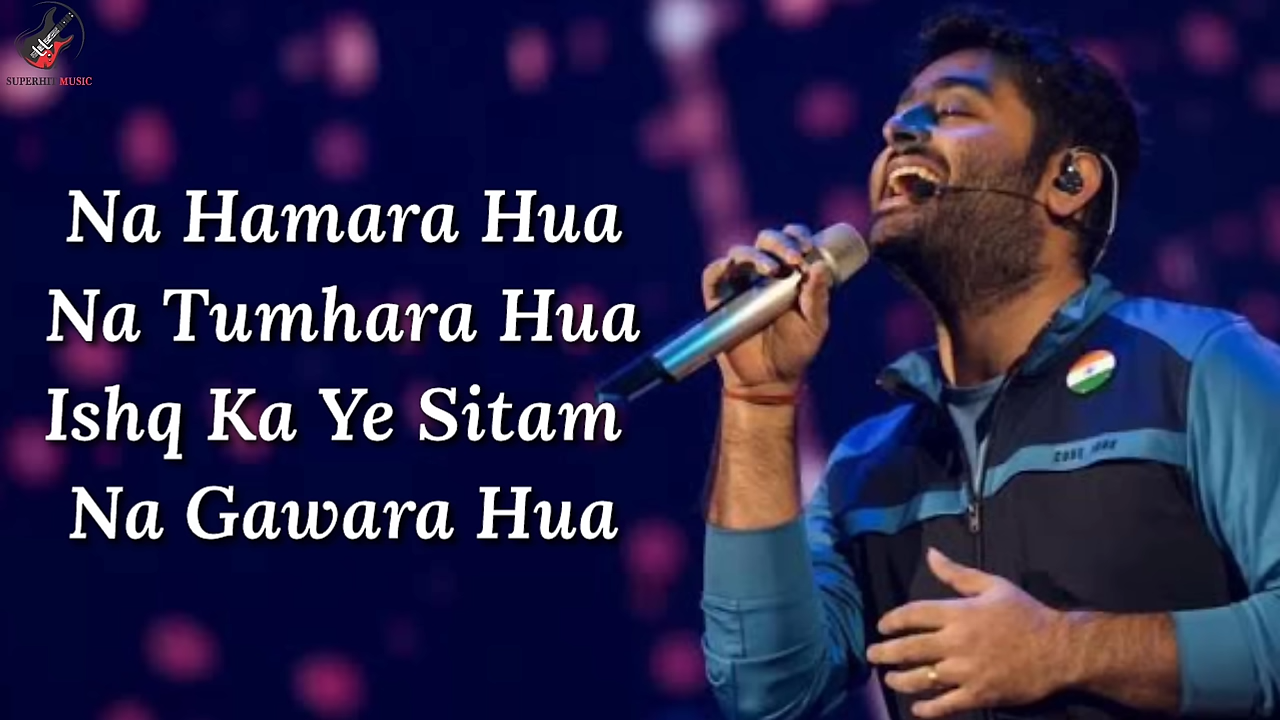 SUPERHIT MUSIC
Na Hamara Hua
Na Tumhara Hua
Ishq Ka Ye Sitam
Na Gawara Hua